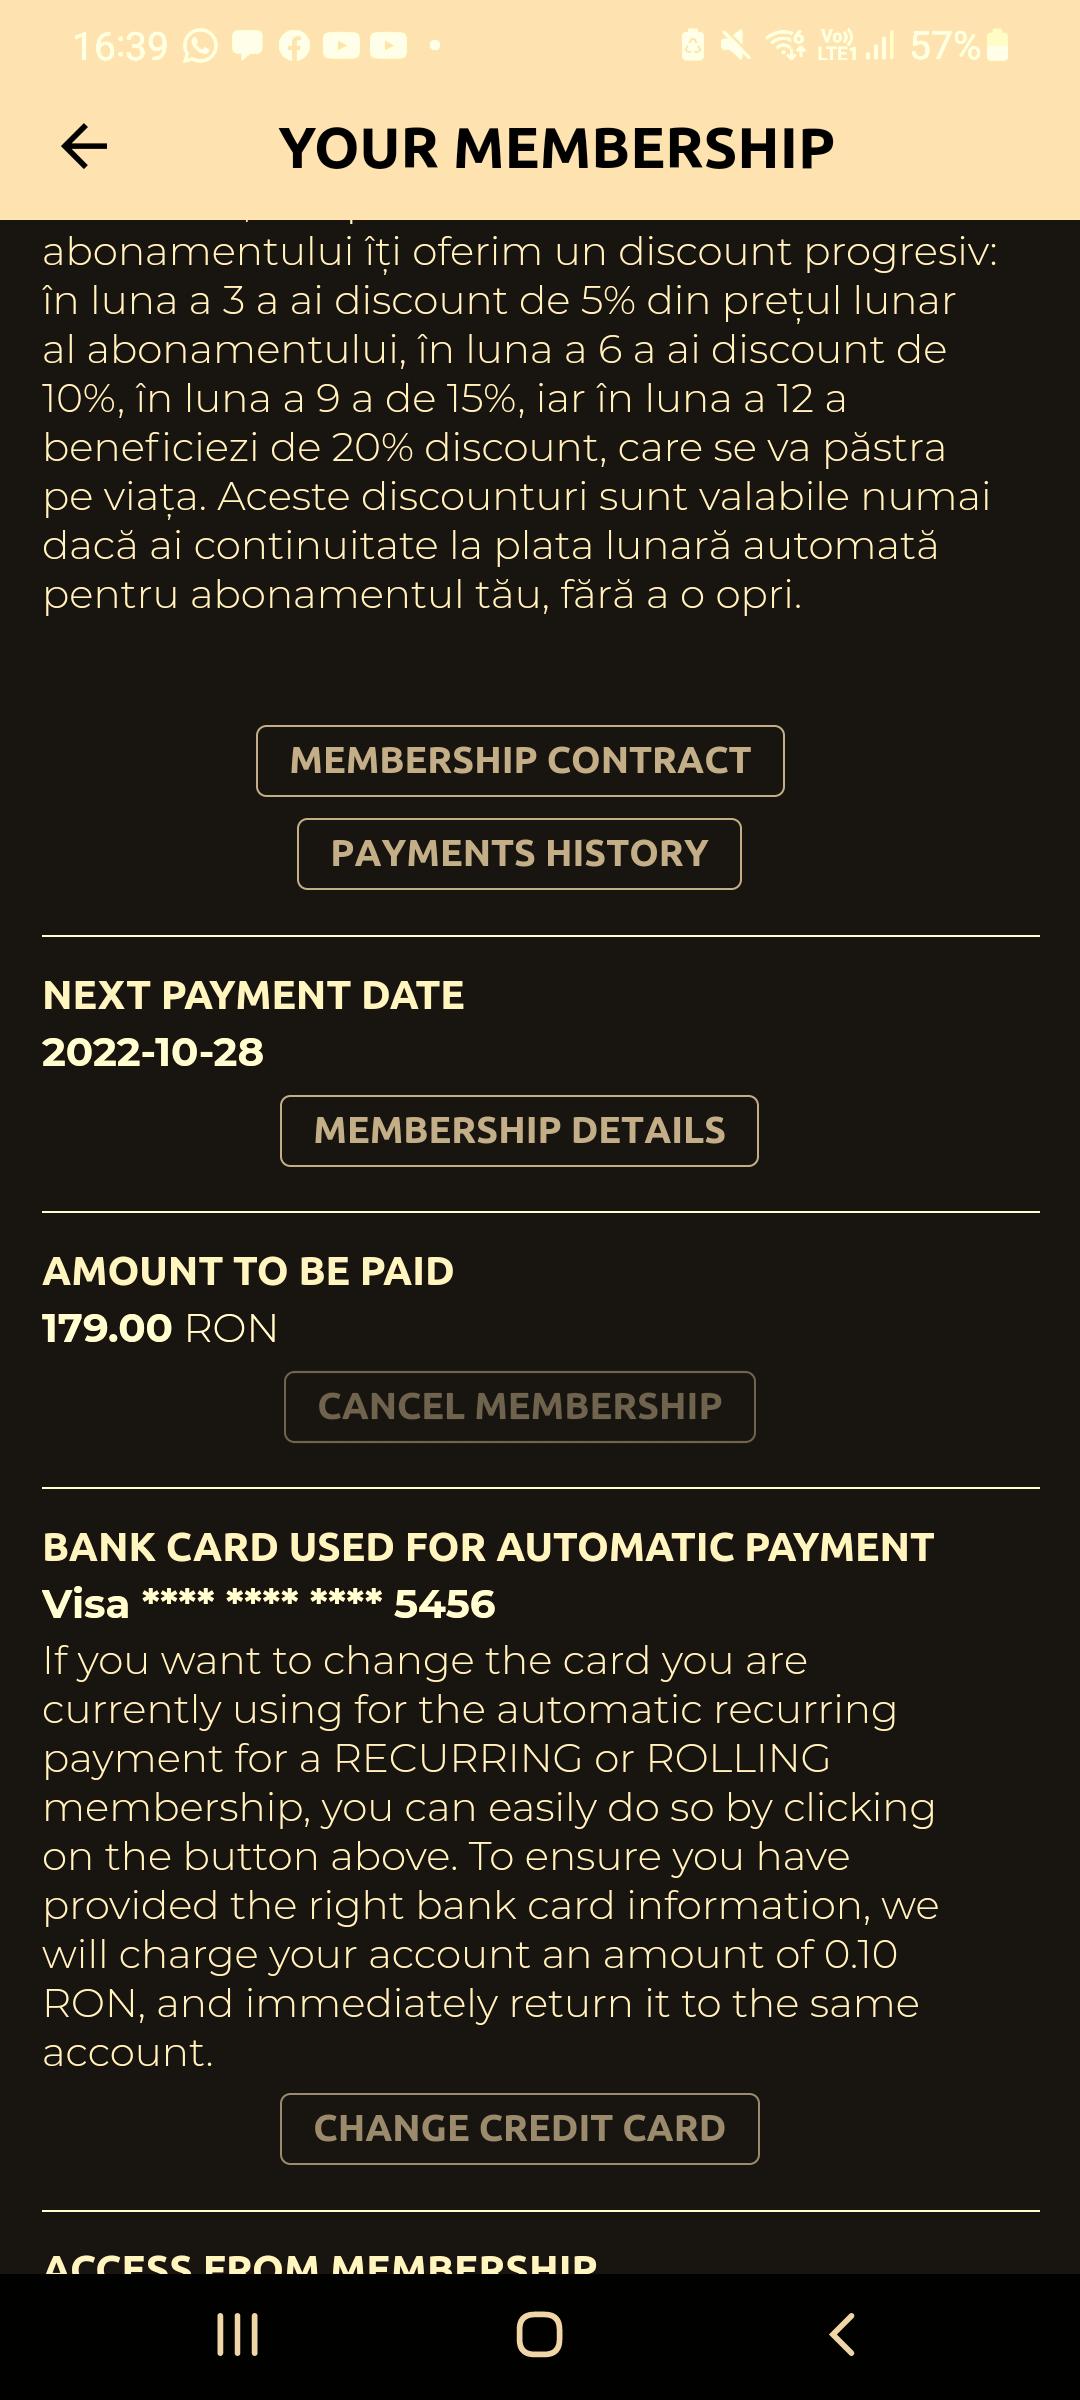 16:39
6 Vo)) LTE1 57%
YOUR MEMBERSHIP
abonamentului îți oferim un discount progresiv:
în luna a 3 a ai discount de 5% din prețul lunar
al abonamentului, în luna a 6 a ai discount de
10%, în luna a 9 a de 15%, iar în luna a 12 a
beneficiezi de 20% discount, care se va păstra
pe viața. Aceste discounturi sunt valabile numai
dacă ai continuitate la plata lunară automată
pentru abonamentul tău, fără a o opri.
MEMBERSHIP CONTRACT
PAYMENTS HISTORY
NEXT PAYMENT DATE
2022-10-28
MEMBERSHIP DETAILS
AMOUNT TO BE PAID
179.00 RON
CANCEL MEMBERSHIP
BANK CARD USED FOR AUTOMATIC PAYMENT
Visa **** **** **** 5456
If you want to change the card you are
currently using for the automatic recurring
payment for a RECURRING or ROLLING
membership, you can easily do so by clicking
on the button above. To ensure you have
provided the right bank card information, we
will charge your account an amount of 0.10
RON, and immediately return it to the same
account.
CHANGE CREDIT CARD
ACCESS FROM MEMBERSHIP